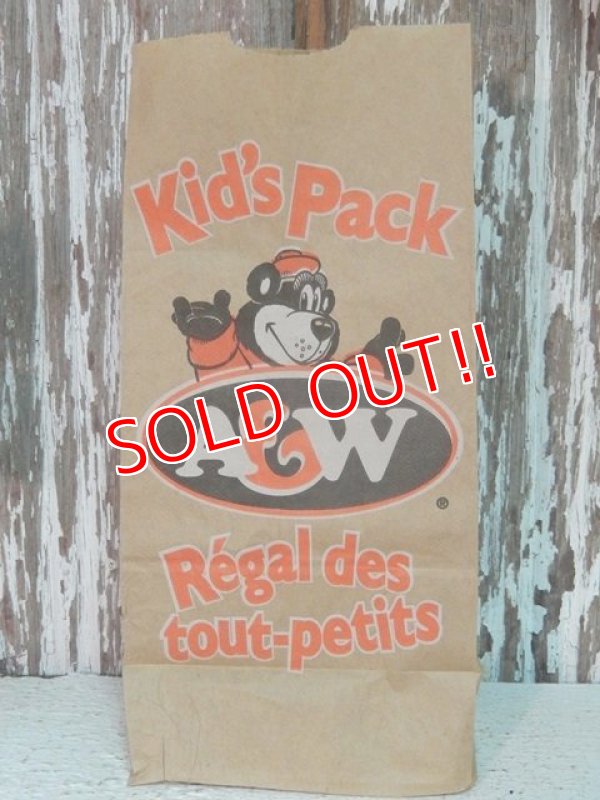 Kid's Pack
SOLD OUT!!
A&W
®
Régal des
tout-petits